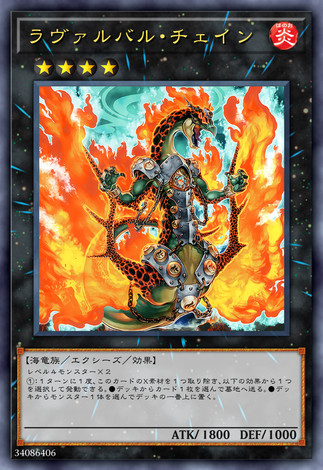 ラヴァルバル・チェイン
炎
【海竜族／エクシーズ／効果】
レベル４モンスター×２
①：１ターンに１度、このカードのX素材を１つ取り除き、以下の効果から１つ
を選択して発動できる。●デッキからカード１枚を選んで墓地へ送る。●デ
ッキからモンスター１体を選んでデッキの一番上に置く。
ATK/1800 DEF/1000
34086406